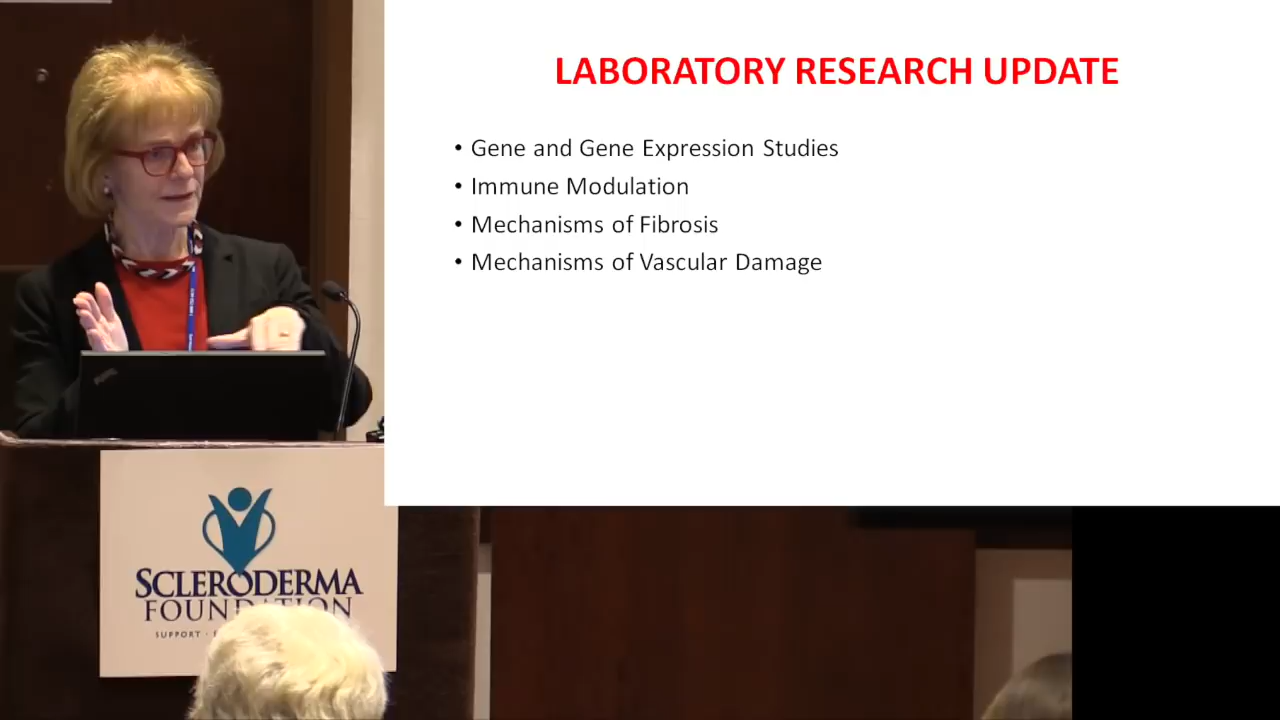 LABORATORY RESEARCH UPDATE
• Gene and Gene Expression Studies
• Immune Modulation
• Mechanisms of Fibrosis
• Mechanisms of Vascular Damage
SCLERODERMA
FOUNDATION
SUPPORT ·